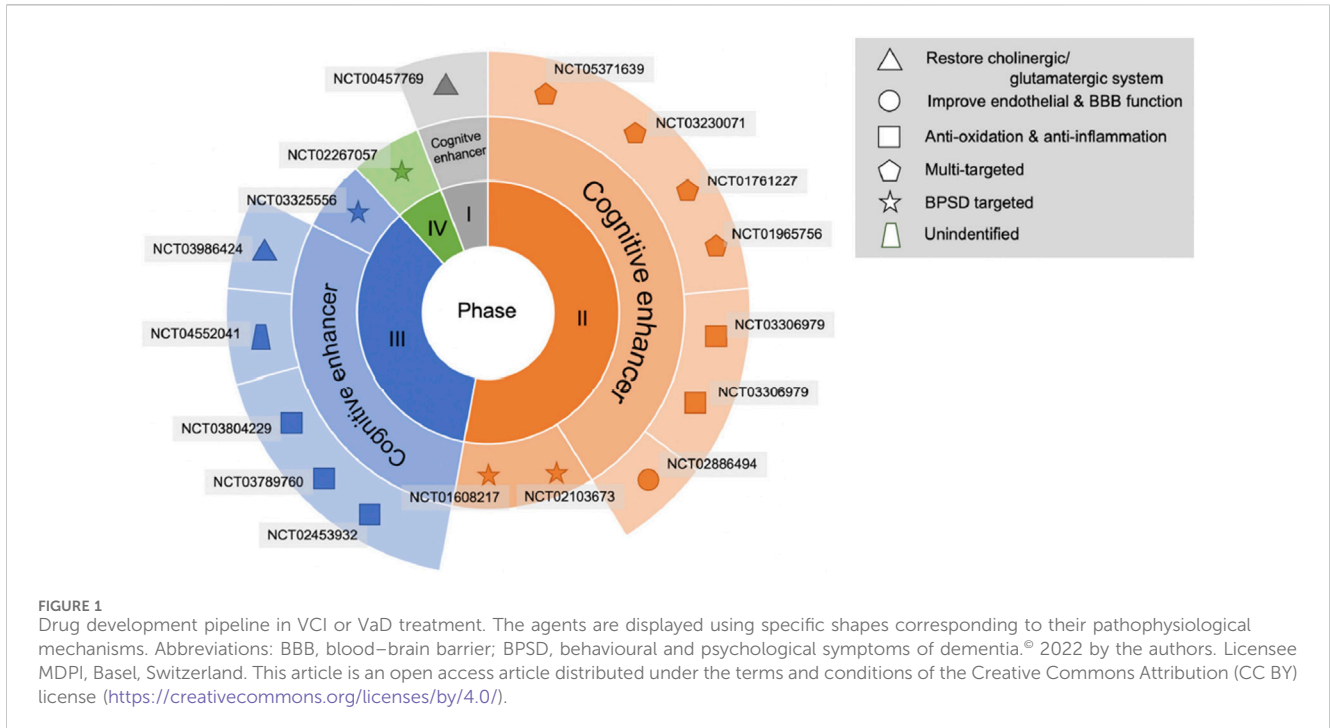 NCT00457769
NCT05371639
NCT03230071
NCT02267057
Cognitve
enhancer
NCT01761227
NCT03325556
NCT01965756
NCT03986424
I
IV
Cognitive enhancer
NCT03306979
NCT04552041
Phase
II
III
Cognitive enhancer
NCT03306979
NCT03804229
NCT02886494
NCT03789760
NCT01608217
NCT02103673
NCT02453932
Restore cholinergic/
glutamatergic system
Improve endothelial & BBB function
Anti-oxidation & anti-inflammation
Multi-targeted
BPSD targeted
Unidentified
FIGURE 1
Drug development pipeline in VCI or VaD treatment. The agents are displayed using specific shapes corresponding to their pathophysiological
mechanisms. Abbreviations: BBB, blood–brain barrier; BPSD, behavioural and psychological symptoms of dementia.© 2022 by the authors. Licensee
MDPI, Basel, Switzerland. This article is an open access article distributed under the terms and conditions of the Creative Commons Attribution (CC BY)
license (https://creativecommons.org/licenses/by/4.0/).